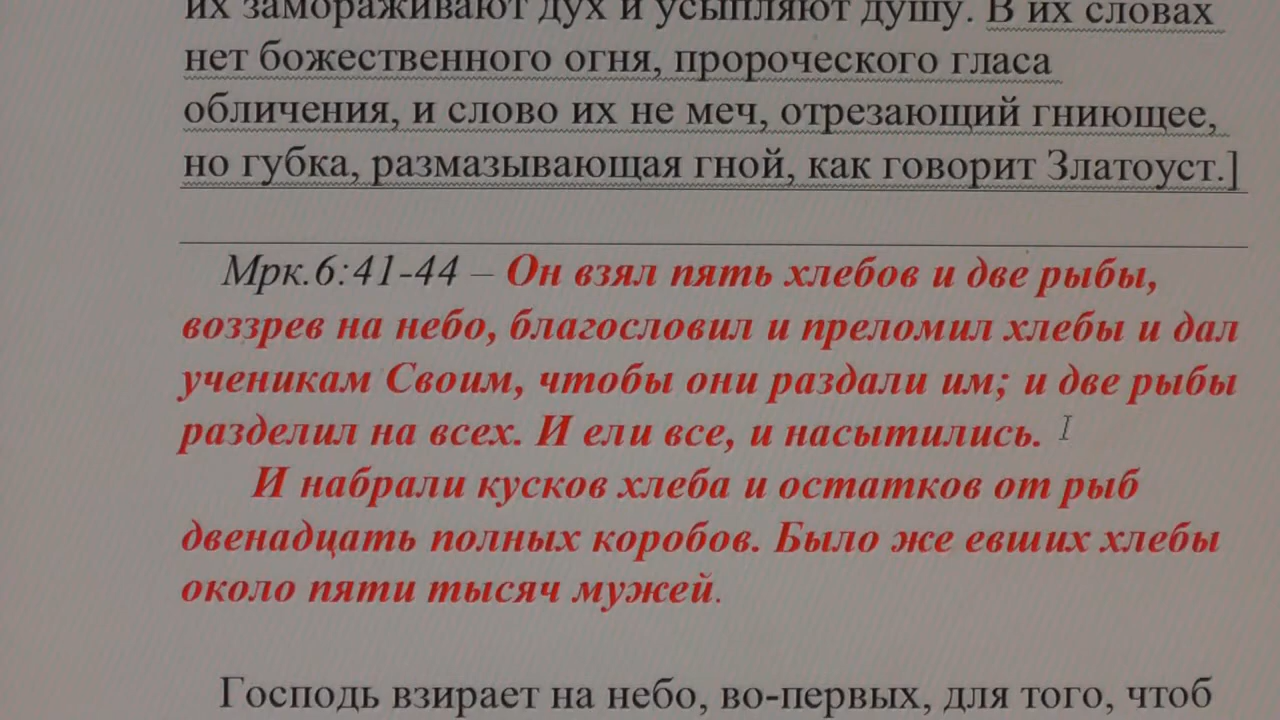 их замораживают дух и усыпляют душу. В их словах
нет божественного огня, пророческого гласа
обличения, и слово их не меч, отрезающий гниющее,
но губка, размазывающая гной, как говорит Златоуст.]
Мрк.6:41-44 – Он взял пять хлебов и две рыбы,
воззрев на небо, благословил и преломил хлебы и дал
ученикам Своим, чтобы они раздали им; и две рыбы
разделил на всех. И ели все, и насытились.
И набрали кусков хлеба и остатков от рыб
двенадцать полных коробов. Было же евших хлебы
около пяти тысяч мужей.
Господь взирает на небо, во-первых, для того, чтоб